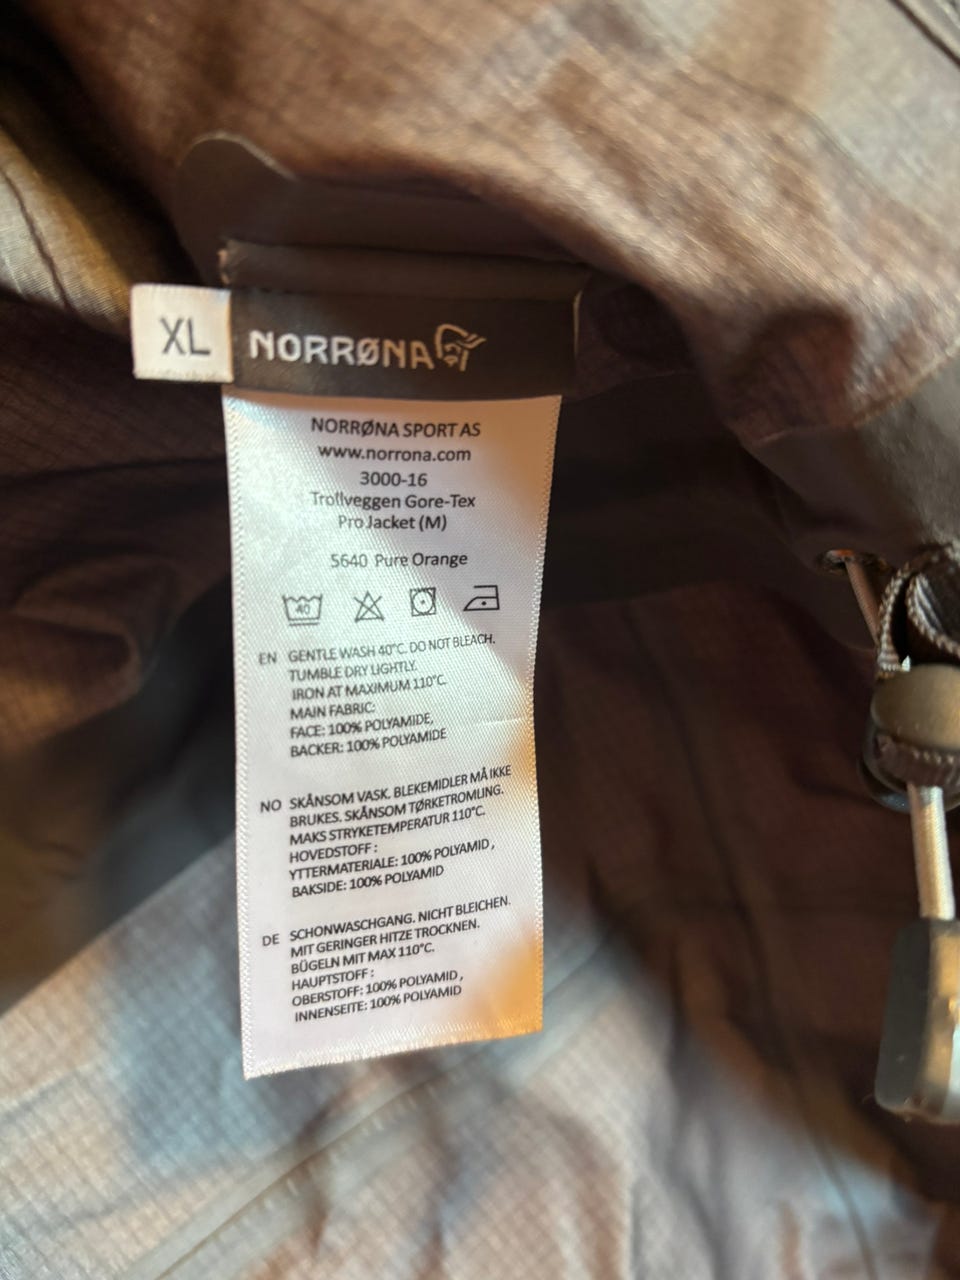 XL
NORRØNA
NORRØNA SPORT AS
www.norrona.com
3000-16
Trollveggen Gore-Tex
Pro Jacket (M)
5640 Pure Orange
40
EN GENTLE WASH 40°C. DO NOT BLEACH.
TUMBLE DRY LIGHTLY.
IRON AT MAXIMUM 110°C.
MAIN FABRIC:
FACE: 100% POLYAMIDE,
BACKER: 100% POLYAMIDE
NO SKÅNSOM VASK. BLEKEMIDLER MÅ IKKE
BRUKES. SKÅNSOM TØRKETROMLING.
MAKS STRYKETEMPERATUR 110°C.
HOVEDSTOFF :
YTTERMATERIALE: 100% POLYAMID ,
BAKSIDE: 100% POLYAMID
DE SCHONWASCHGANG. NICHT BLEICHEN.
MIT GERINGER HITZE TROCKNEN.
BÜGELN MIT MAX 110°C.
HAUPTSTOFF :
OBERSTOFF: 100% POLYAMID ,
INNENSEITE: 100% POLYAMID